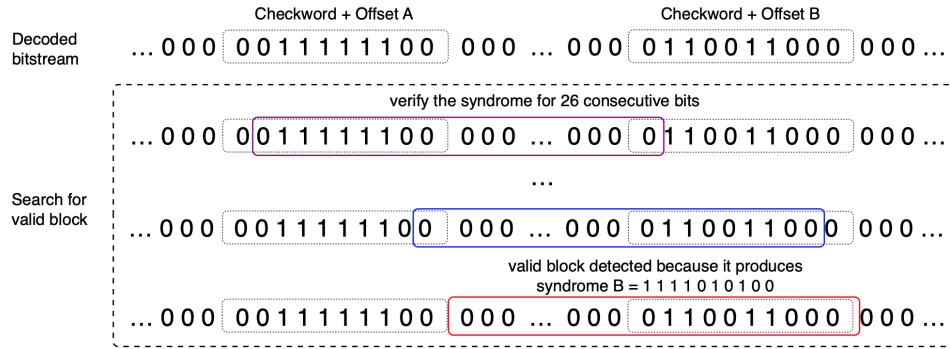 Checkword + Offset A
Checkword + Offset B
Decoded
bitstream
... 0 0 0 0 0 1 1 1 1 1 1 0 0 0 0 0 ... 0 0 0 0 1 1 0 0 1 1 0 0 0 0 0 0 ...
verify the syndrome for 26 consecutive bits
... 0 0 0 0 0 1 1 1 1 1 1 0 0 0 0 0 ... 0 0 0 0 1 1 0 0 1 1 0 0 0 0 0 0 ...
...
Search for
valid block
... 0 0 0 0 0 1 1 1 1 1 1 0 0 0 0 0 ... 0 0 0 0 1 1 0 0 1 1 0 0 0 0 0 0 ...
valid block detected because it produces
syndrome B = 1 1 1 1 0 1 0 1 0 0
... 0 0 0 0 0 1 1 1 1 1 1 0 0 0 0 0 ... 0 0 0 0 1 1 0 0 1 1 0 0 0 0 0 0 ...